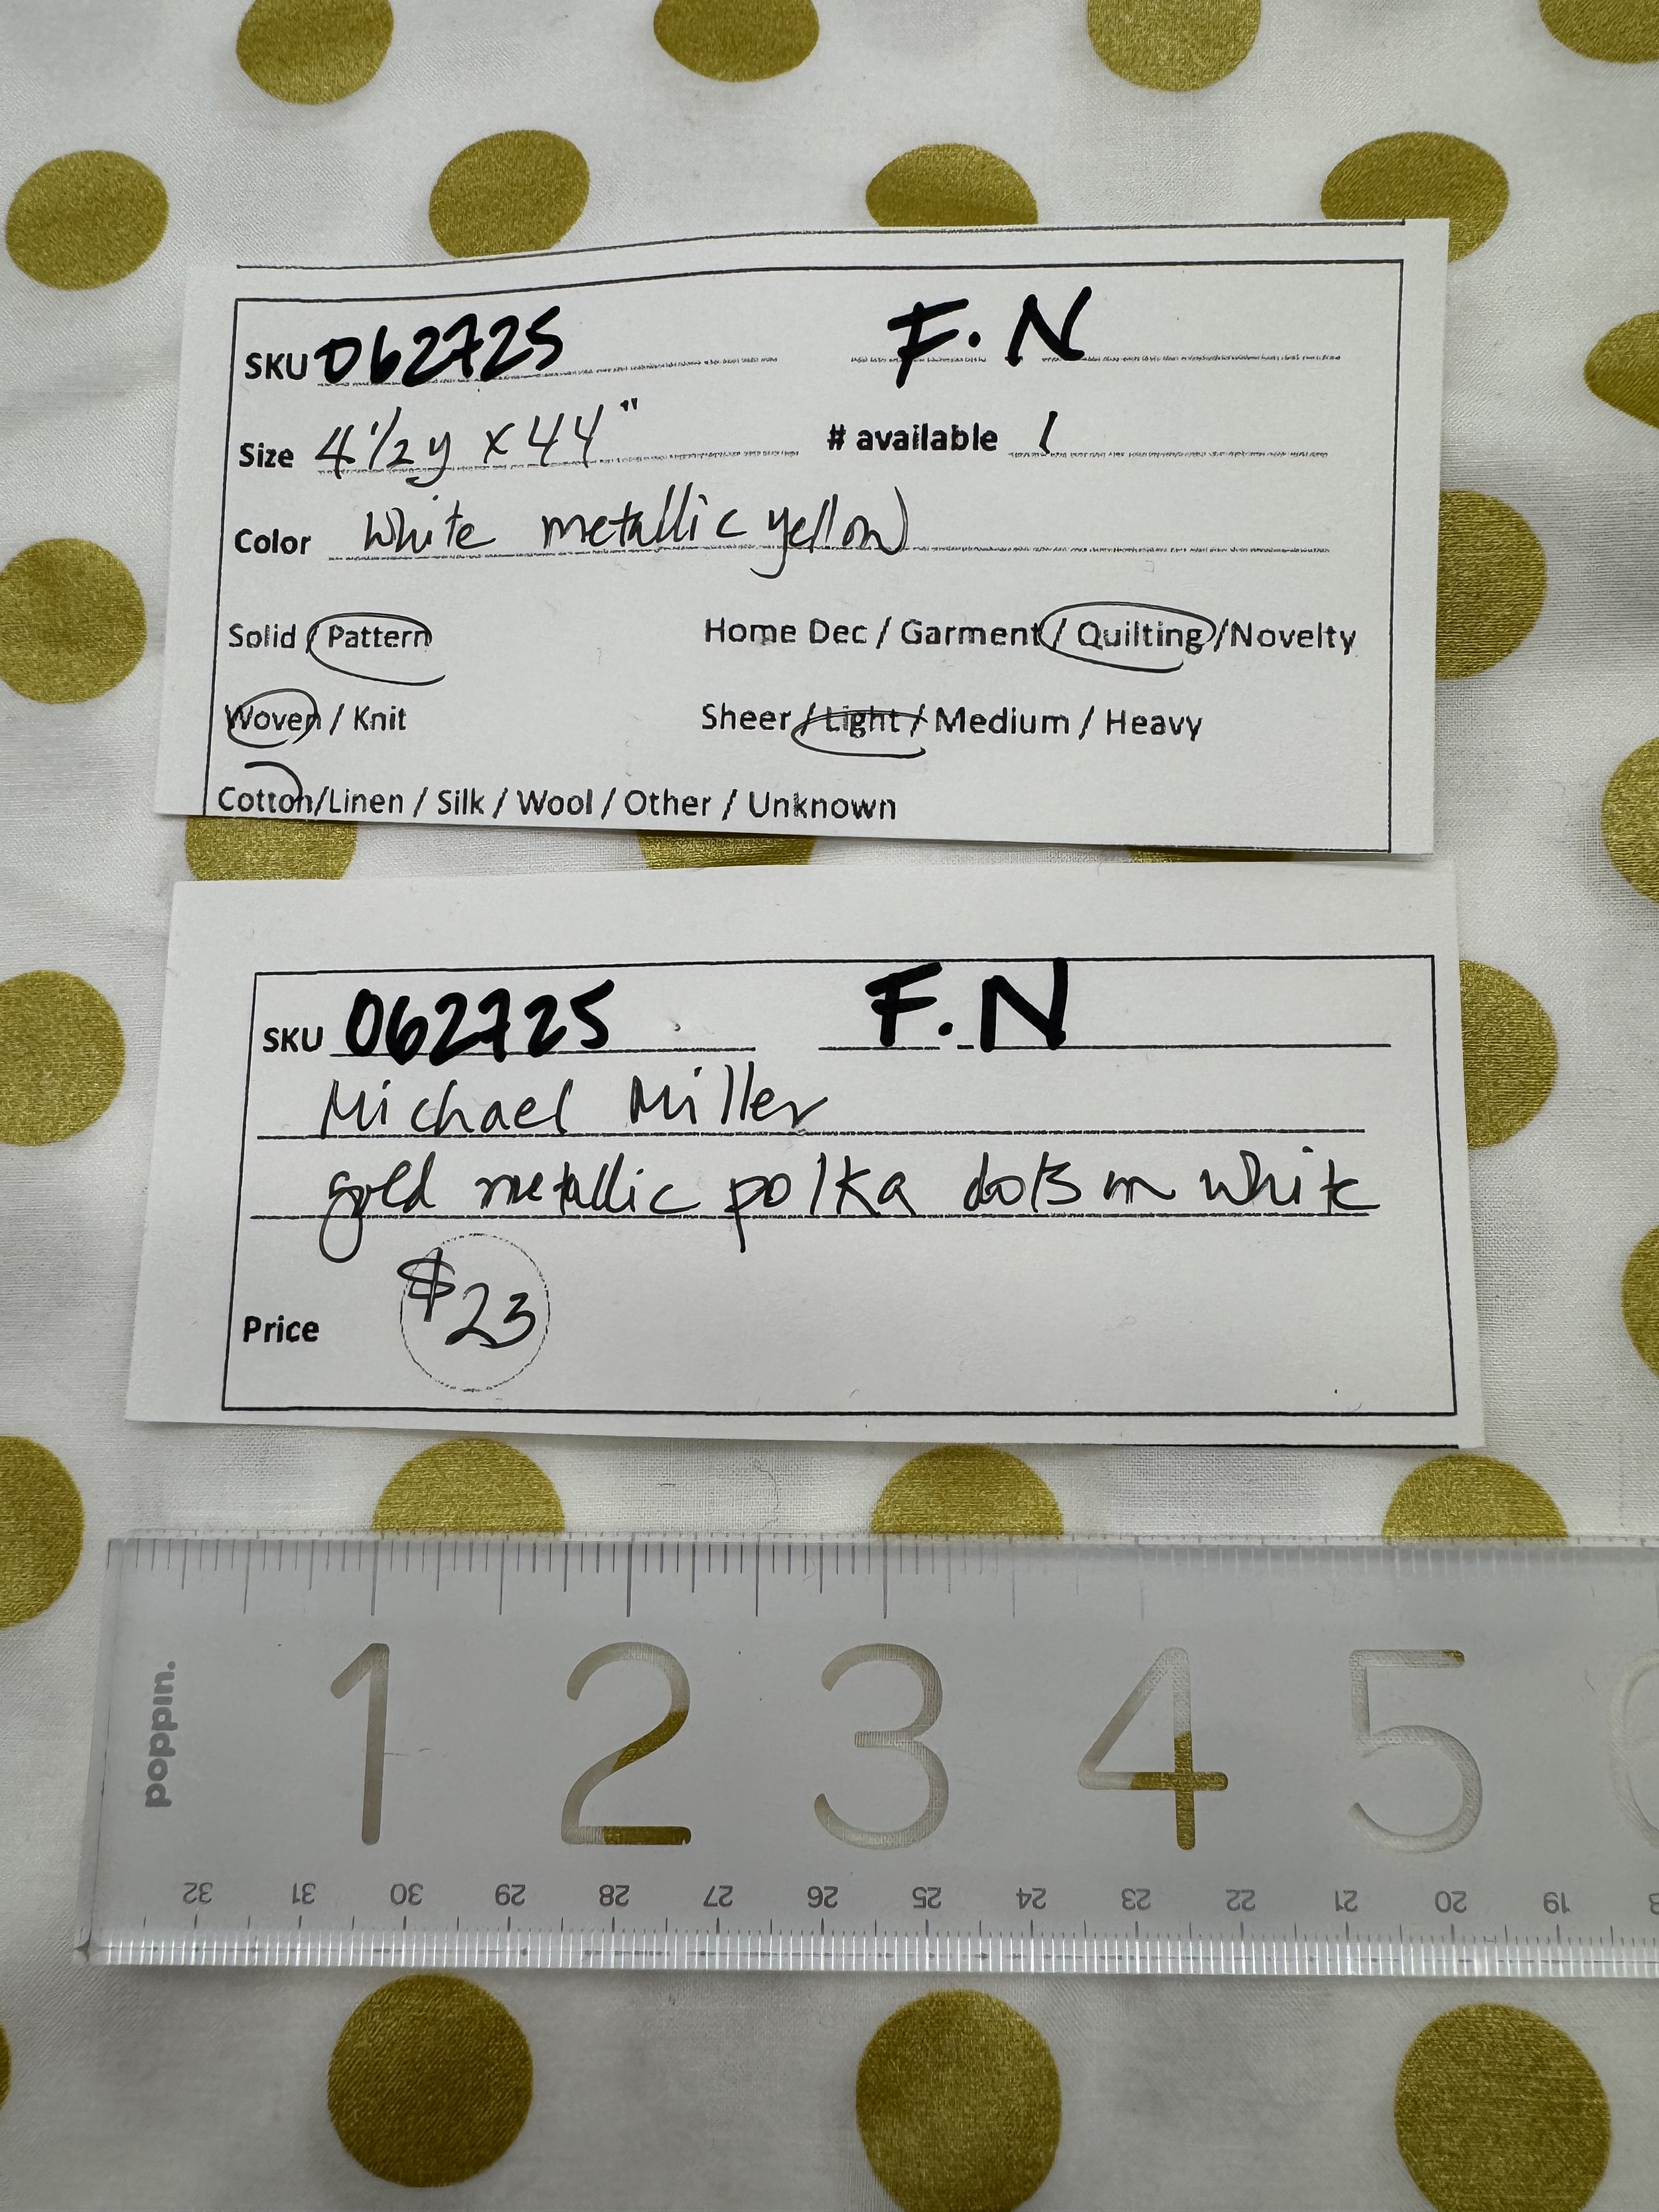 SKU 062725 F.N
Size 4 1/2 y x 44" # available 1
Color White metallic yellow
Solid / Pattern Home Dec / Garment / Quilting / Novelty
Woven / Knit Sheer / Light / Medium / Heavy
Cotton/Linen / Silk / Wool / Other / Unknown
SKU 062725 F.N
Michael Miller
gold metallic polka dots on white
Price $23
1 2 3 4 5
poppin.
32 31 30 29 28 27 26 25 24 23 22 21 20 19